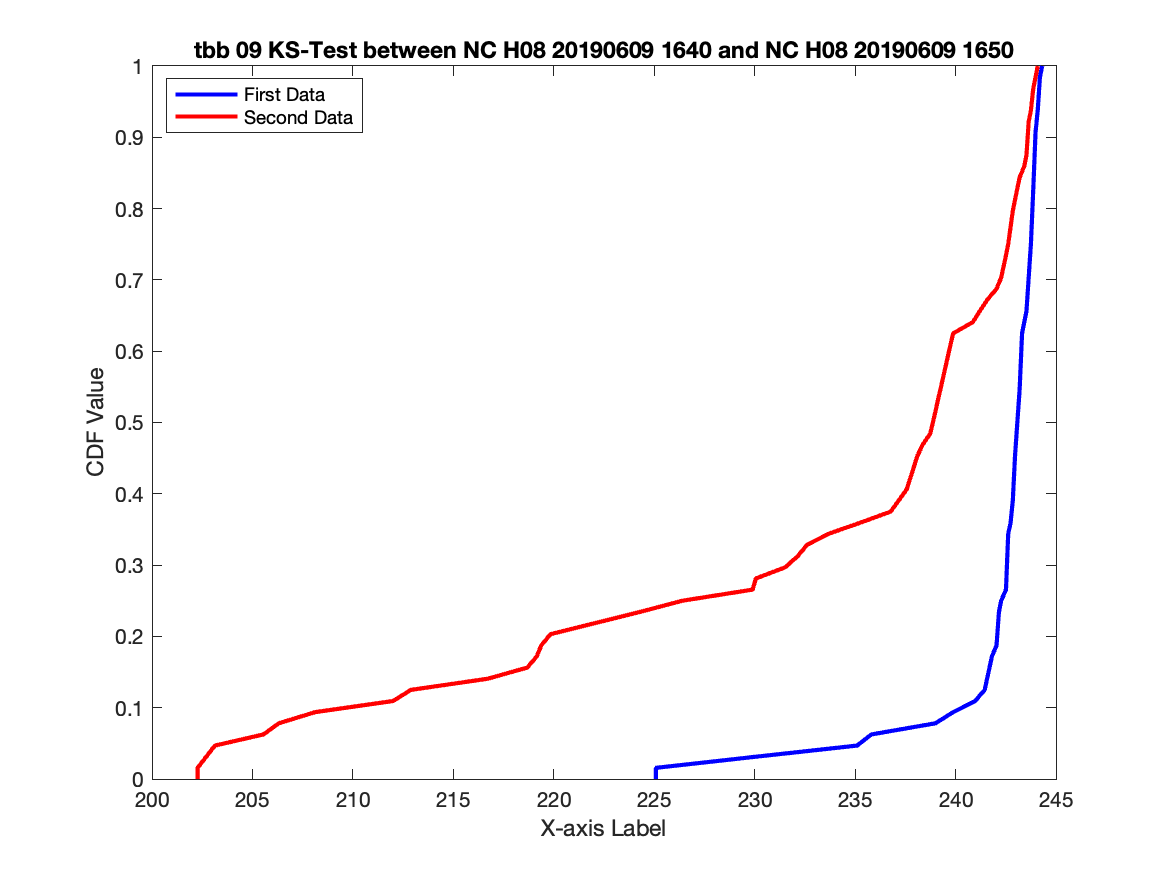 tbb 09 KS-Test between NC H08 20190609 1640 and NC H08 20190609 1650
First Data
Second Data
1
0.9
0.8
0.7
0.6
0.5
0.4
0.3
0.2
0.1
0
CDF Value
200 205 210 215 220 225 230 235 240 245
X-axis Label